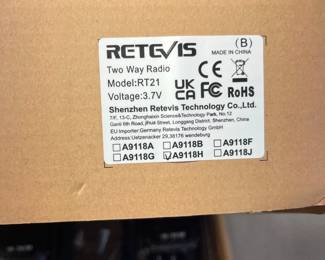 RETEVIS
(B)
MADE IN CHINA
Two Way Radio
Model:RT21
Voltage:3.7V
CE
UK
CA
FC
RoHS
Shenzhen Retevis Technology Co.,Ltd.
7/F, 13-C, Zhonghaixin Science&Technology Park, No.12
Ganli 6th Road, Jihua Street, Longgang District, Shenzhen, China
EU Importer:Germany Retevis Technology GmbH
Address:Uetzenacker 29,38176 wendeburg
A9118A A9118B A9118F
A9118G A9118H A9118J